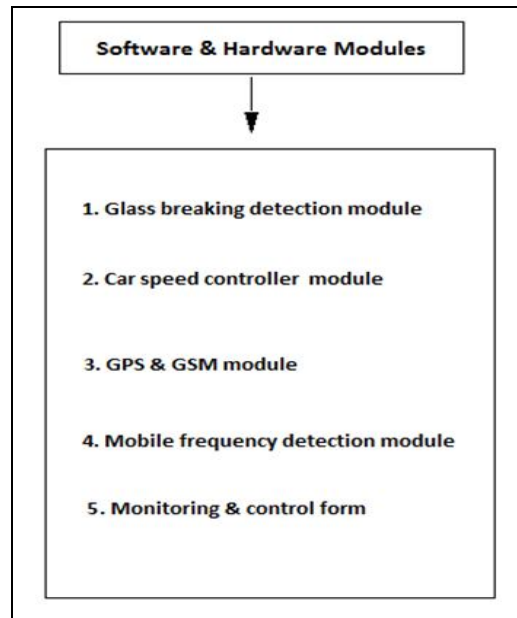 Software & Hardware Modules
1. Glass breaking detection module
2. Car speed controller module
3. GPS & GSM module
4. Mobile frequency detection module
5. Monitoring & control form